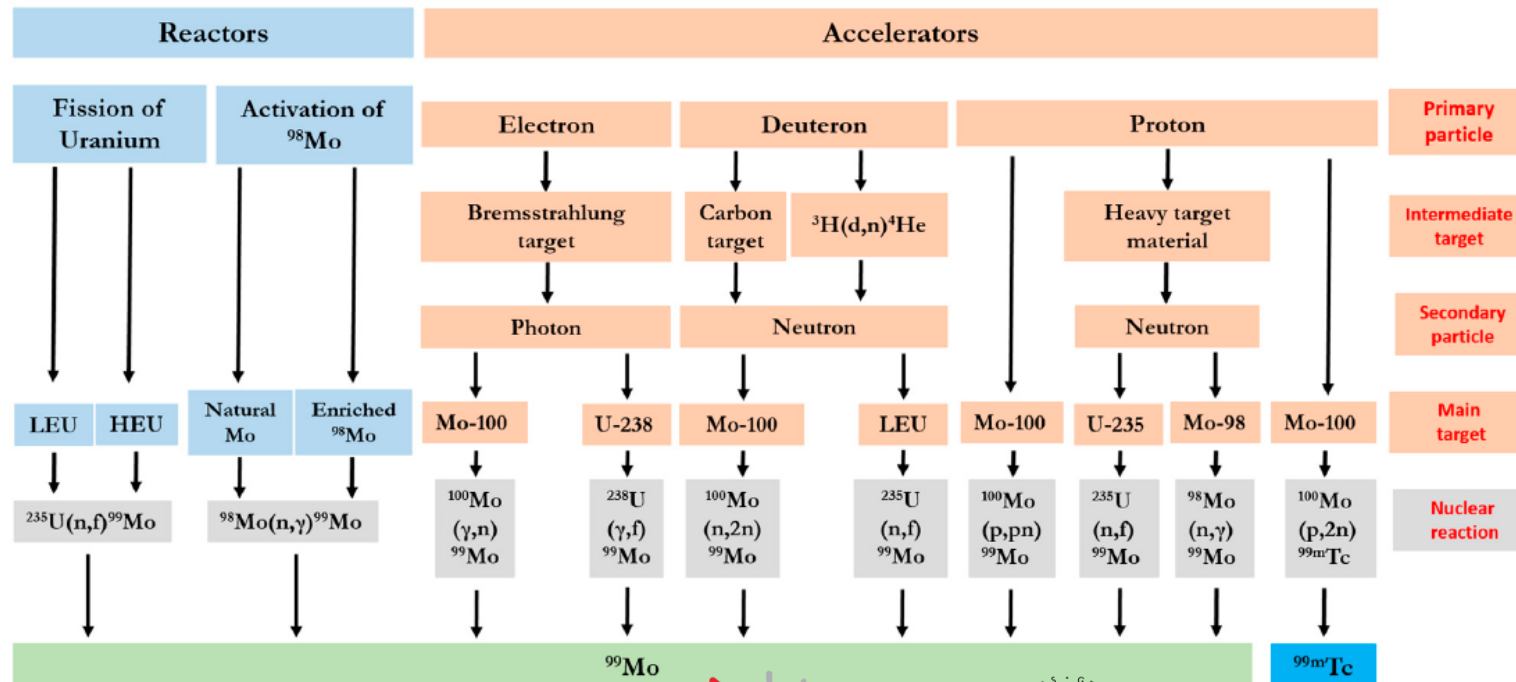 Reactors
Accelerators
Fission of
Uranium
Activation of
⁹⁸Mo
Electron
Deuteron
Proton
Primary
particle
Bremsstrahlung
target
Carbon
target
³H(d,n)⁴He
Heavy target
material
Intermediate
target
Photon
Neutron
Neutron
Secondary
particle
LEU
HEU
Natural
Mo
Enriched
⁹⁸Mo
Mo-100
U-238
Mo-100
LEU
Mo-100
U-235
Mo-98
Mo-100
Main
target
²³⁵U(n,f)⁹⁹Mo
⁹⁸Mo(n,γ)⁹⁹Mo
¹⁰⁰Mo
(γ,n)
⁹⁹Mo
²³⁸U
(γ,f)
⁹⁹Mo
¹⁰⁰Mo
(n,2n)
⁹⁹Mo
²³⁵U
(n,f)
⁹⁹Mo
¹⁰⁰Mo
(p,pn)
⁹⁹Mo
²³⁵U
(n,f)
⁹⁹Mo
⁹⁸Mo
(n,γ)
⁹⁹Mo
¹⁰⁰Mo
(p,2n)
⁹⁹ᵐTc
Nuclear
reaction
⁹⁹Mo
⁹⁹ᵐTc